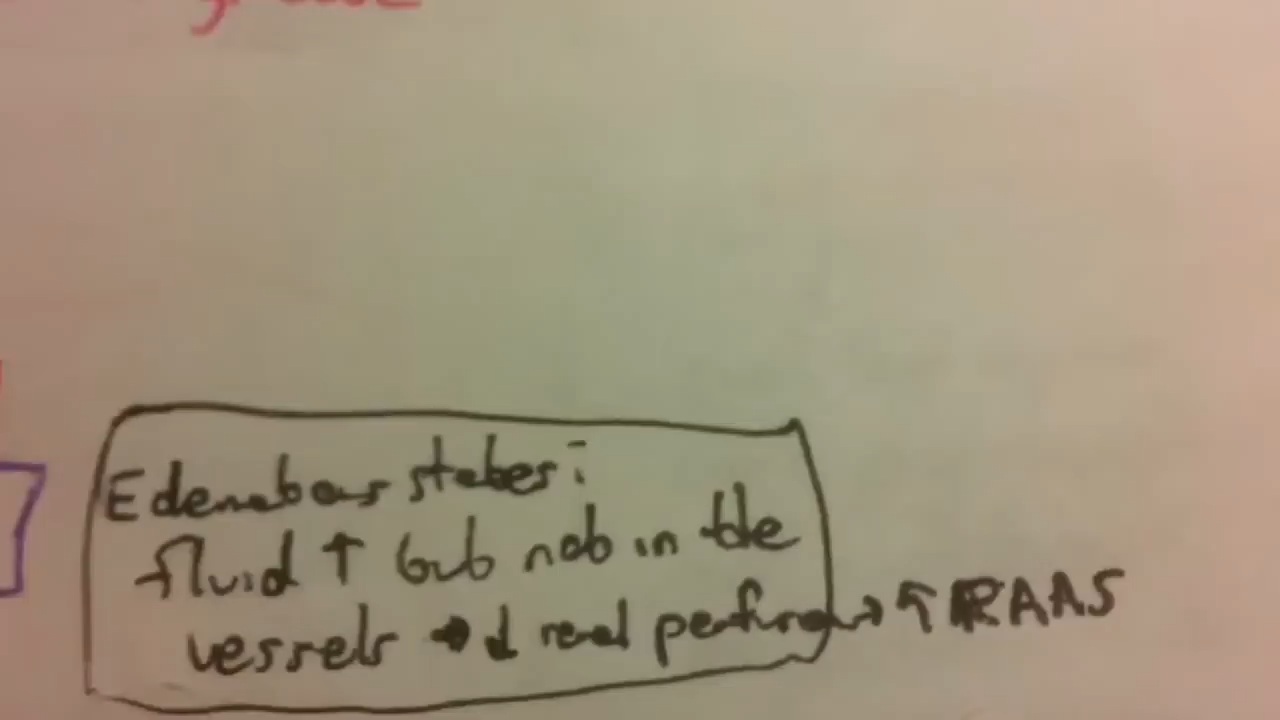 Edematous states:
fluid ↑ but not in the
vessels → ↓ renal perfusion → ↑ RAAS